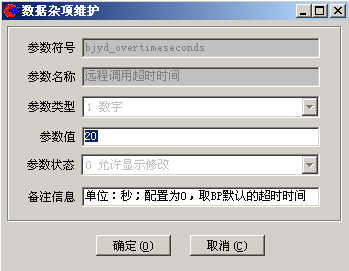 数据杂项维护
参数符号 bjyd_overtimeseconds
参数名称 远程调用超时时间
参数类型 1 数字
参数值 20
参数状态 0 允许显示修改
备注信息 单位：秒；配置为0，取BP默认的超时时间
确定(O) 取消(C)